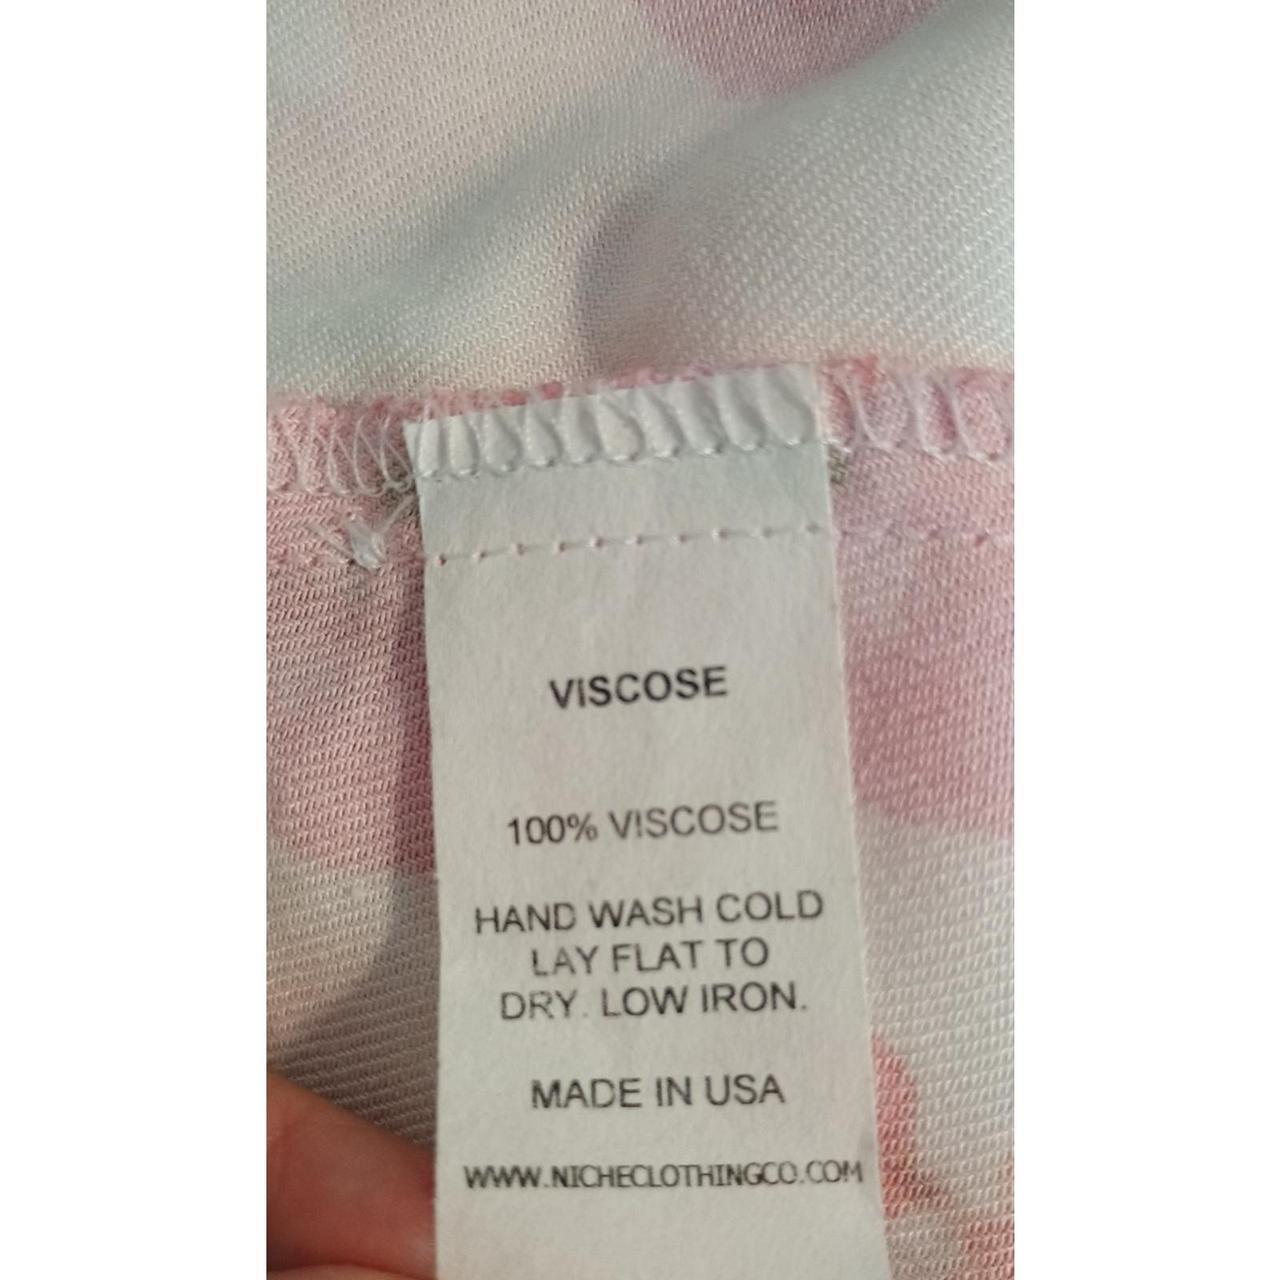 VISCOSE
100% VISCOSE
HAND WASH COLD
LAY FLAT TO
DRY. LOW IRON.
MADE IN USA
WWW.NICHECLOTHINGCO.COM